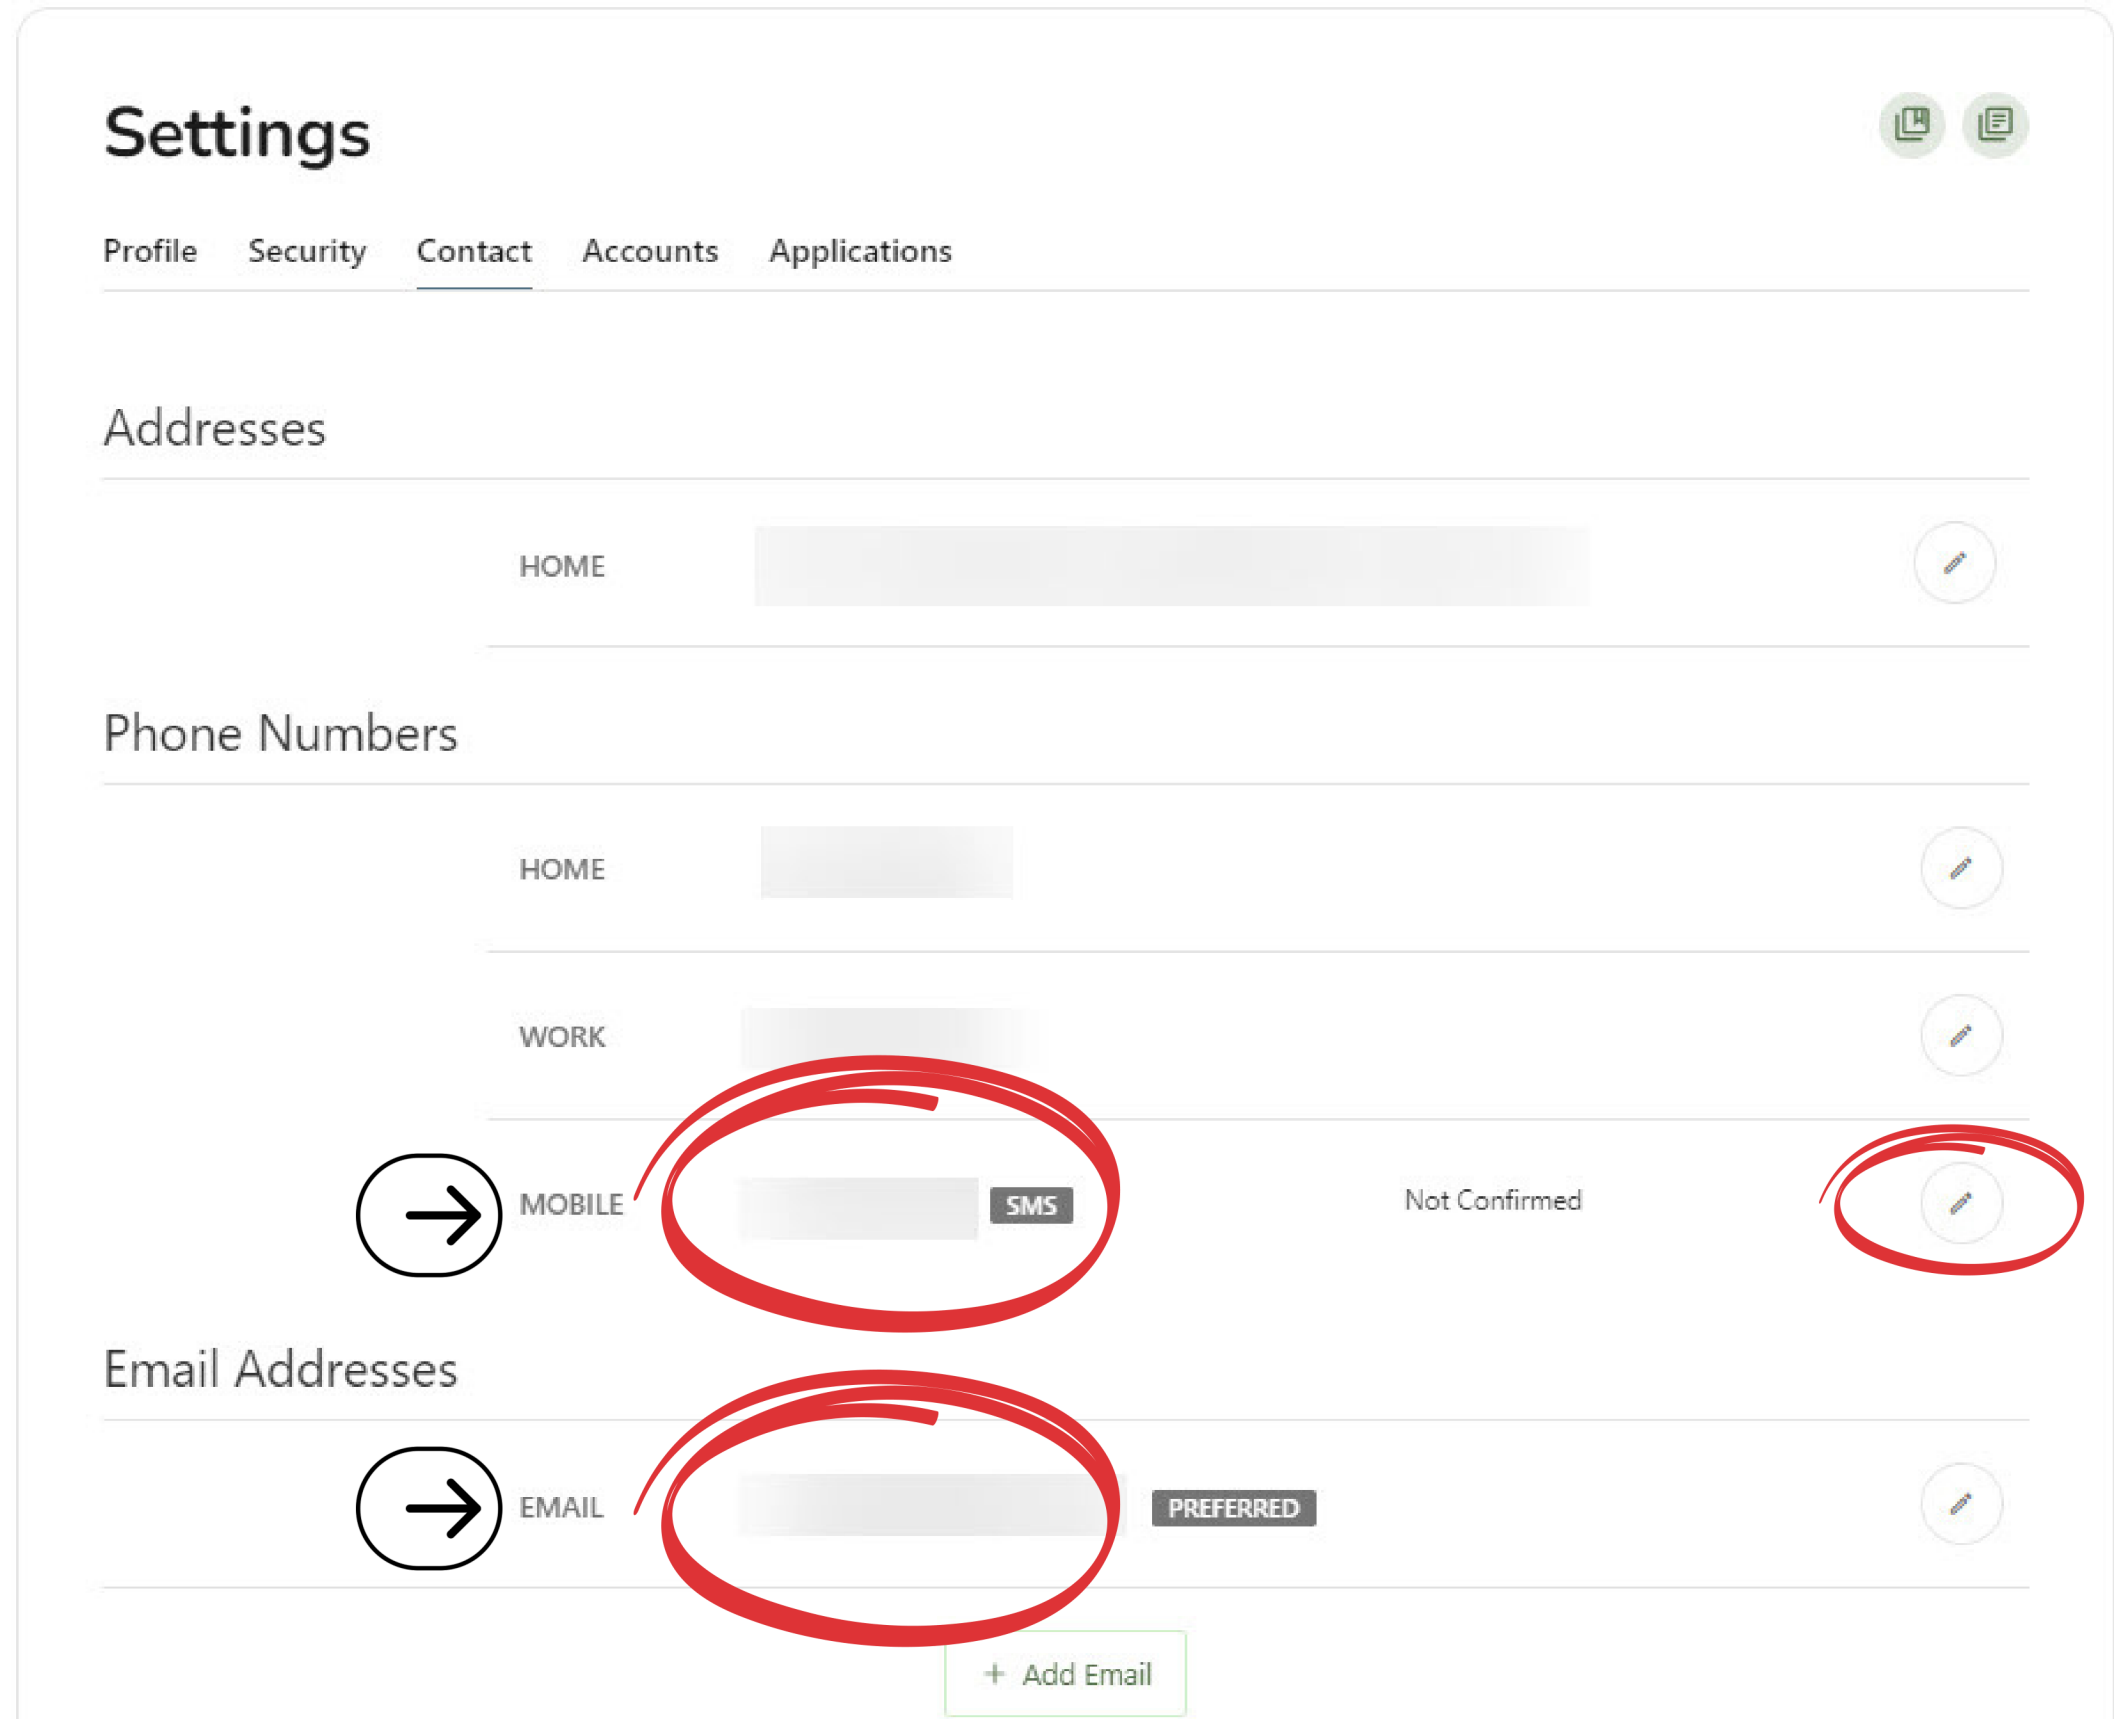 Settings
Profile Security Contact Accounts Applications
Addresses
HOME
Phone Numbers
HOME
WORK
MOBILE SMS Not Confirmed
Email Addresses
EMAIL PREFERRED
+ Add Email